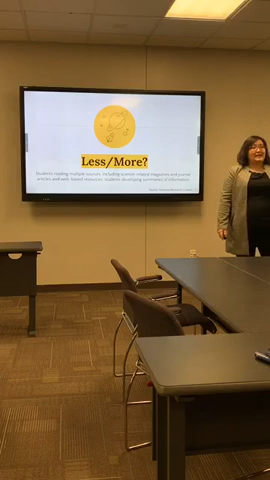 Less/More?
Students reading multiple sources, including science-related magazines and journal
articles and web-based resources; students developing summaries of information